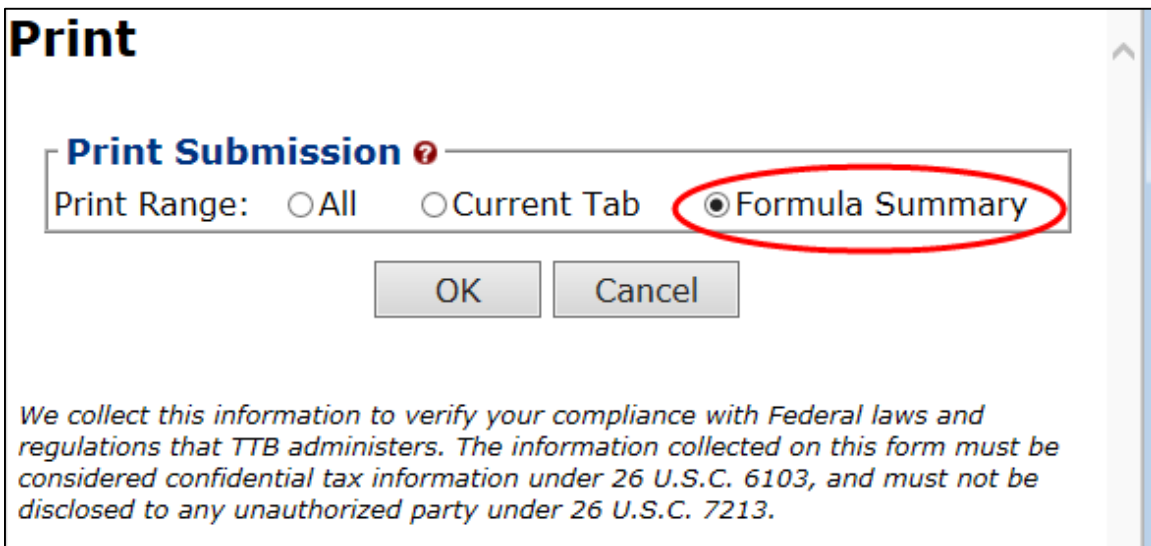 Print
Print Submission ?
Print Range: All Current Tab Formula Summary
OK Cancel
We collect this information to verify your compliance with Federal laws and
regulations that TTB administers. The information collected on this form must be
considered confidential tax information under 26 U.S.C. 6103, and must not be
disclosed to any unauthorized party under 26 U.S.C. 7213.